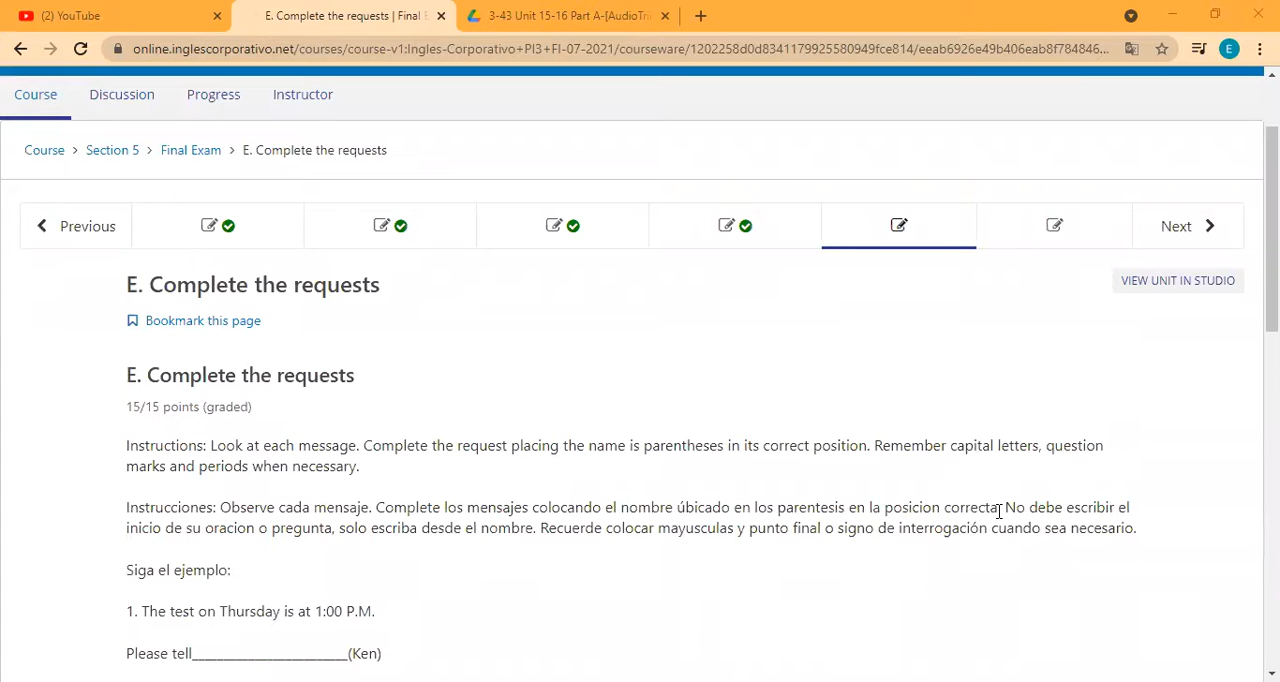 (2) YouTube
E. Complete the requests | Final E
3-43 Unit 15-16 Part A-[AudioTri
online.inglescorporativo.net/courses/course-v1:Ingles-Corporativo+PI3+FI-07-2021/courseware/1202258d0d8341179925580949fce814/eeab6926e49b406eab8f784846...
E
Course Discussion Progress Instructor
Course > Section 5 > Final Exam > E. Complete the requests
Previous
Next
E. Complete the requests
VIEW UNIT IN STUDIO
Bookmark this page
E. Complete the requests
15/15 points (graded)
Instructions: Look at each message. Complete the request placing the name is parentheses in its correct position. Remember capital letters, question
marks and periods when necessary.
Instrucciones: Observe cada mensaje. Complete los mensajes colocando el nombre úbicado en los parentesis en la posicion correcta. No debe escribir el
inicio de su oracion o pregunta, solo escriba desde el nombre. Recuerde colocar mayusculas y punto final o signo de interrogación cuando sea necesario.
Siga el ejemplo:
1. The test on Thursday is at 1:00 P.M.
Please tell______________________(Ken)